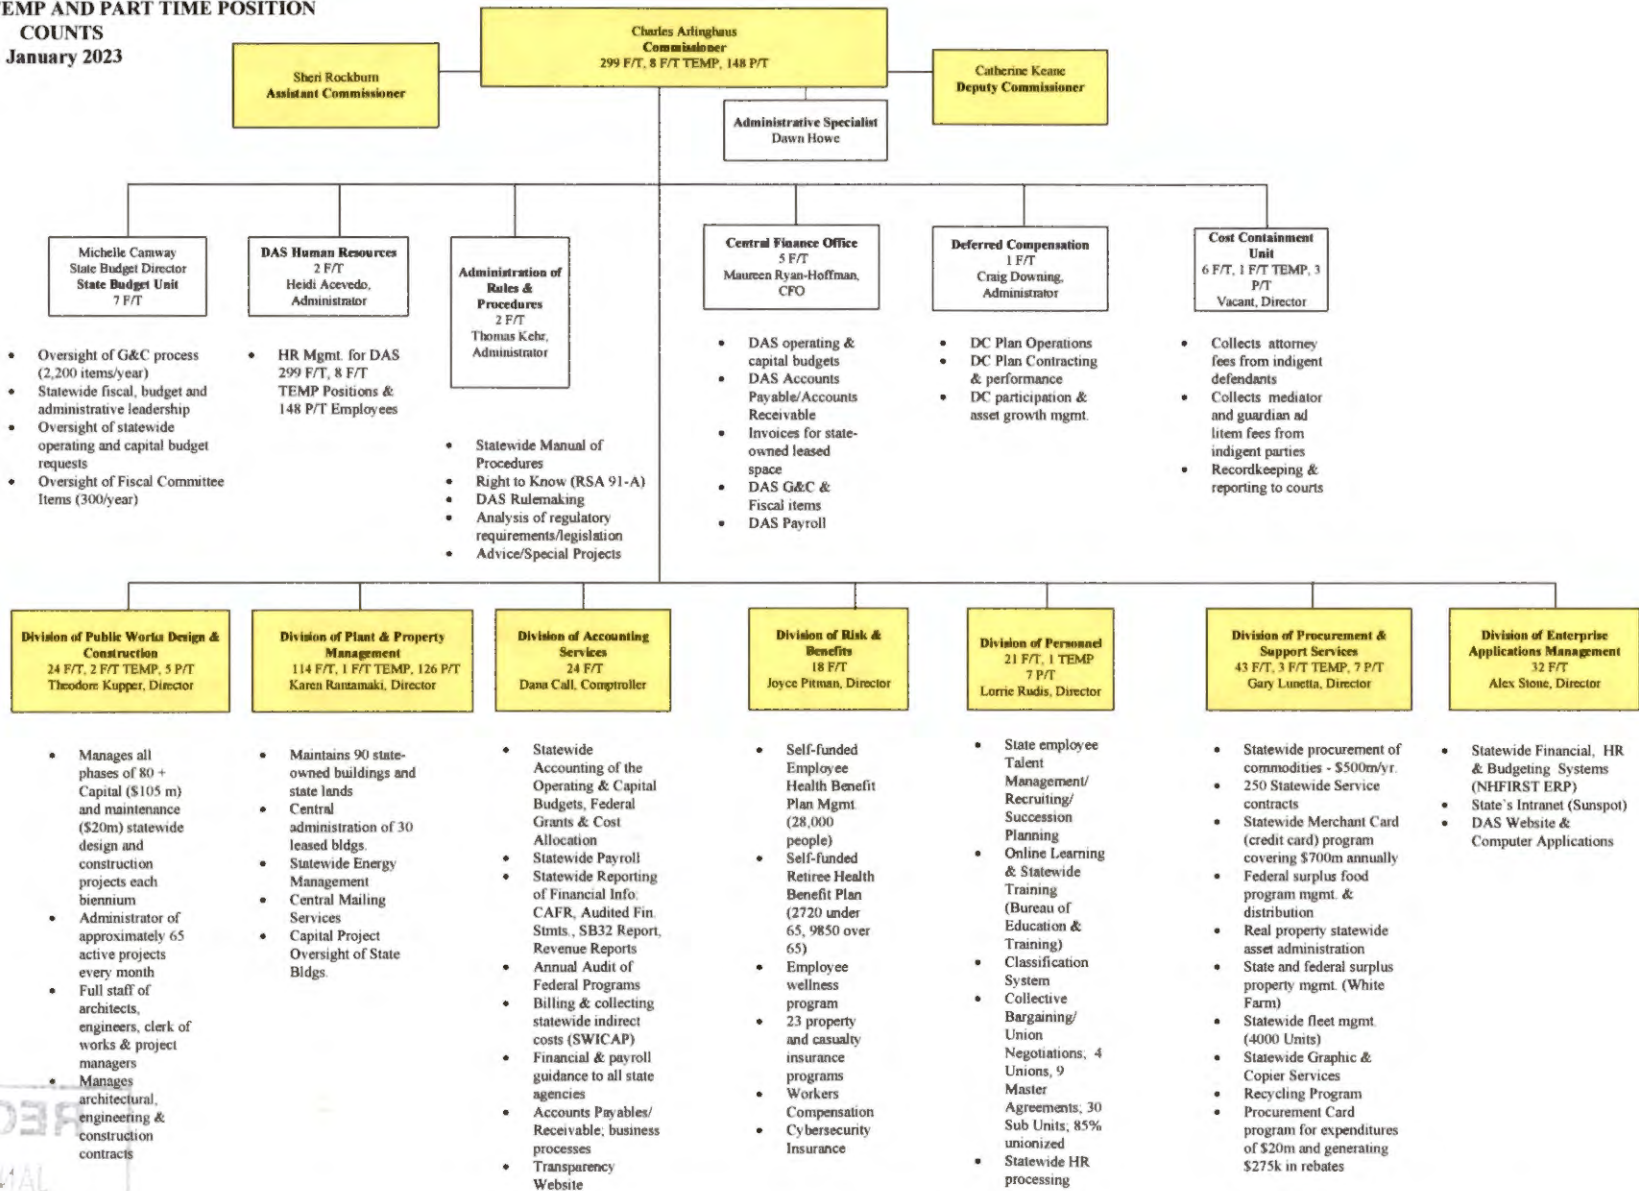 TEMP AND PART TIME POSITION
COUNTS
January 2023
Charles Arlinghaus
Commissioner
299 F/T, 8 F/T TEMP, 148 P/T
Sheri Rockburn
Assistant Commissioner
Catherine Keane
Deputy Commissioner
Administrative Specialist
Dawn Howe
Michelle Camway
State Budget Director
State Budget Unit
7 F/T
DAS Human Resources
2 F/T
Heidi Acevedo,
Administrator
Administration of
Rules &
Procedures
2 F/T
Thomas Kehr,
Administrator
Central Finance Office
5 F/T
Maureen Ryan-Hoffman,
CFO
Deferred Compensation
1 F/T
Craig Downing,
Administrator
Cost Containment
Unit
6 F/T, 1 F/T TEMP, 3
P/T
Vacant, Director
• Oversight of G&C process
(2,200 items/year)
• Statewide fiscal, budget and
administrative leadership
• Oversight of statewide
operating and capital budget
requests
• Oversight of Fiscal Committee
Items (300/year)
• HR Mgmt. for DAS
299 F/T, 8 F/T
TEMP Positions &
148 P/T Employees
• Statewide Manual of
Procedures
• Right to Know (RSA 91-A)
• DAS Rulemaking
• Analysis of regulatory
requirements/legislation
• Advice/Special Projects
• DAS operating &
capital budgets
• DAS Accounts
Payable/Accounts
Receivable
• Invoices for state-
owned leased
space
• DAS G&C &
Fiscal items
• DAS Payroll
• DC Plan Operations
• DC Plan Contracting
& performance
• DC participation &
asset growth mgmt.
• Collects attorney
fees from indigent
defendants
• Collects mediator
and guardian ad
litem fees from
indigent parties
• Recordkeeping &
reporting to courts
Division of Public Works Design &
Construction
24 F/T, 2 F/T TEMP, 5 P/T
Theodore Kupper, Director
Division of Plant & Property
Management
114 F/T, 1 F/T TEMP, 126 P/T
Karen Rantamaki, Director
Division of Accounting
Services
24 F/T
Dana Call, Comptroller
Division of Risk &
Benefits
18 F/T
Joyce Pitman, Director
Division of Personnel
21 F/T, 1 TEMP
7 P/T
Lorrie Rudis, Director
Division of Procurement &
Support Services
43 F/T, 3 F/T TEMP, 7 P/T
Gary Lunetta, Director
Division of Enterprise
Applications Management
32 F/T
Alex Stone, Director
• Manages all
phases of 80 +
Capital ($105 m)
and maintenance
($20m) statewide
design and
construction
projects each
biennium
• Administrator of
approximately 65
active projects
every month
• Full staff of
architects,
engineers, clerk of
works & project
managers
• Manages
architectural,
engineering &
construction
contracts
• Maintains 90 state-
owned buildings and
state lands
• Central
administration of 30
leased bldgs.
• Statewide Energy
Management
• Central Mailing
Services
• Capital Project
Oversight of State
Bldgs.
• Statewide
Accounting of the
Operating & Capital
Budgets, Federal
Grants & Cost
Allocation
• Statewide Payroll
• Statewide Reporting
of Financial Info.
CAFR, Audited Fin.
Stmts., SB32 Report,
Revenue Reports
• Annual Audit of
Federal Programs
• Billing & collecting
statewide indirect
costs (SWICAP)
• Financial & payroll
guidance to all state
agencies
• Accounts Payables/
Receivable; business
processes
• Transparency
Website
• Self-funded
Employee
Health Benefit
Plan Mgmt.
(28,000
people)
• Self-funded
Retiree Health
Benefit Plan
(2720 under
65, 9850 over
65)
• Employee
wellness
program
• 23 property
and casualty
insurance
programs
• Workers
Compensation
• Cybersecurity
Insurance
• State employee
Talent
Management/
Recruiting/
Succession
Planning
• Online Learning
& Statewide
Training
(Bureau of
Education &
Training)
• Classification
System
• Collective
Bargaining/
Union
Negotiations, 4
Unions, 9
Master
Agreements; 30
Sub Units; 85%
unionized
• Statewide HR
processing
• Statewide procurement of
commodities - $500m/yr.
• 250 Statewide Service
contracts
• Statewide Merchant Card
(credit card) program
covering $700m annually
• Federal surplus food
program mgmt. &
distribution
• Real property statewide
asset administration
• State and federal surplus
property mgmt. (White
Farm)
• Statewide fleet mgmt.
(4000 Units)
• Statewide Graphic &
Copier Services
• Recycling Program
• Procurement Card
program for expenditures
of $20m and generating
$275k in rebates
• Statewide Financial, HR
& Budgeting Systems
(NHFIRST ERP)
• State's Intranet (Sunspot)
• DAS Website &
Computer Applications